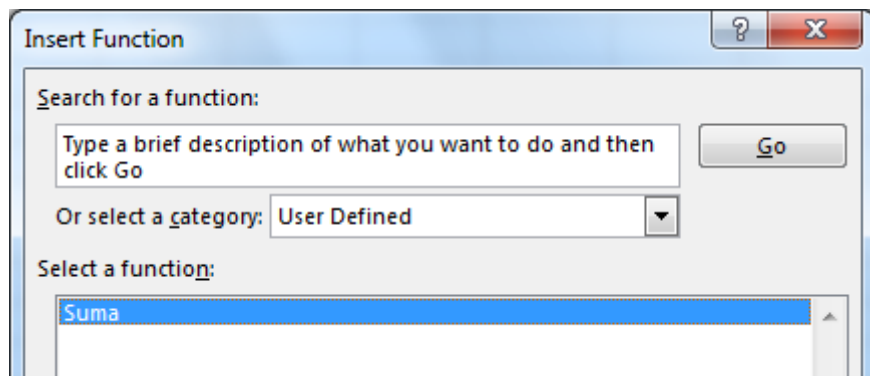 Insert Function
? X
Search for a function:
Type a brief description of what you want to do and then
click Go
Go
Or select a category: User Defined
Select a function:
Suma